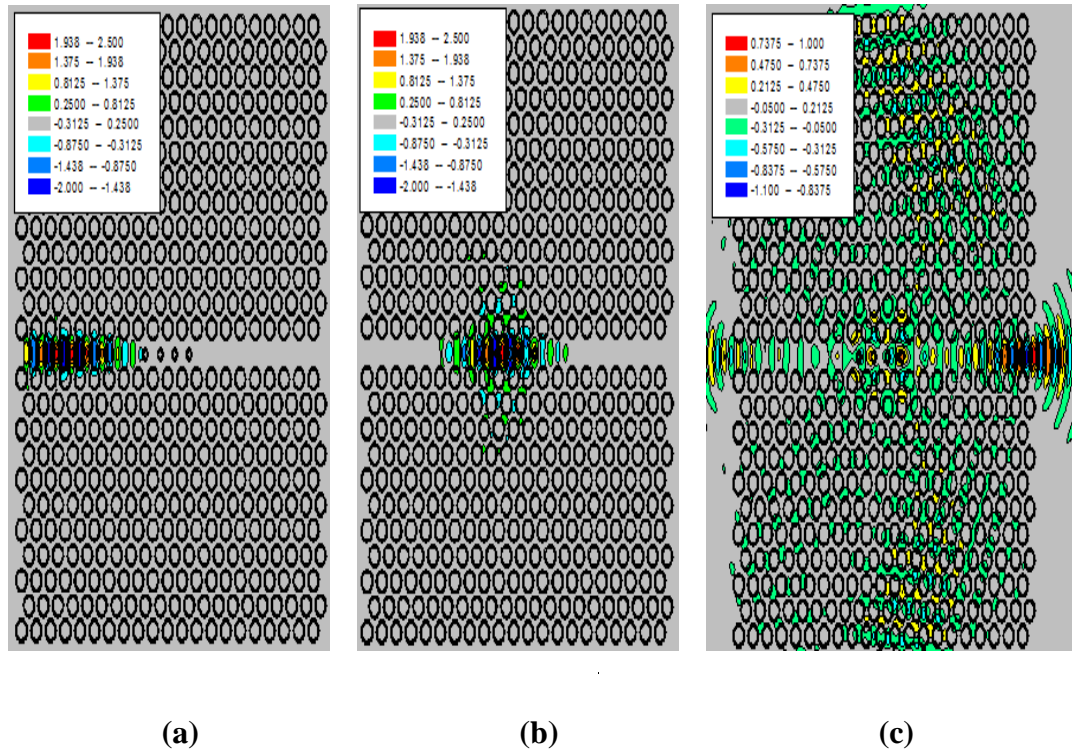 1.938 -- 2.500
1.375 -- 1.938
0.8125 -- 1.375
0.2500 -- 0.8125
-0.3125 -- 0.2500
-0.8750 -- -0.3125
-1.438 -- -0.8750
-2.000 -- -1.438
1.938 -- 2.500
1.375 -- 1.938
0.8125 -- 1.375
0.2500 -- 0.8125
-0.3125 -- 0.2500
-0.8750 -- -0.3125
-1.438 -- -0.8750
-2.000 -- -1.438
0.7375 -- 1.000
0.4750 -- 0.7375
0.2125 -- 0.4750
-0.0500 -- 0.2125
-0.3125 -- -0.0500
-0.5750 -- -0.3125
-0.8375 -- -0.5750
-1.100 -- -0.8375
(a)
(b)
(c)